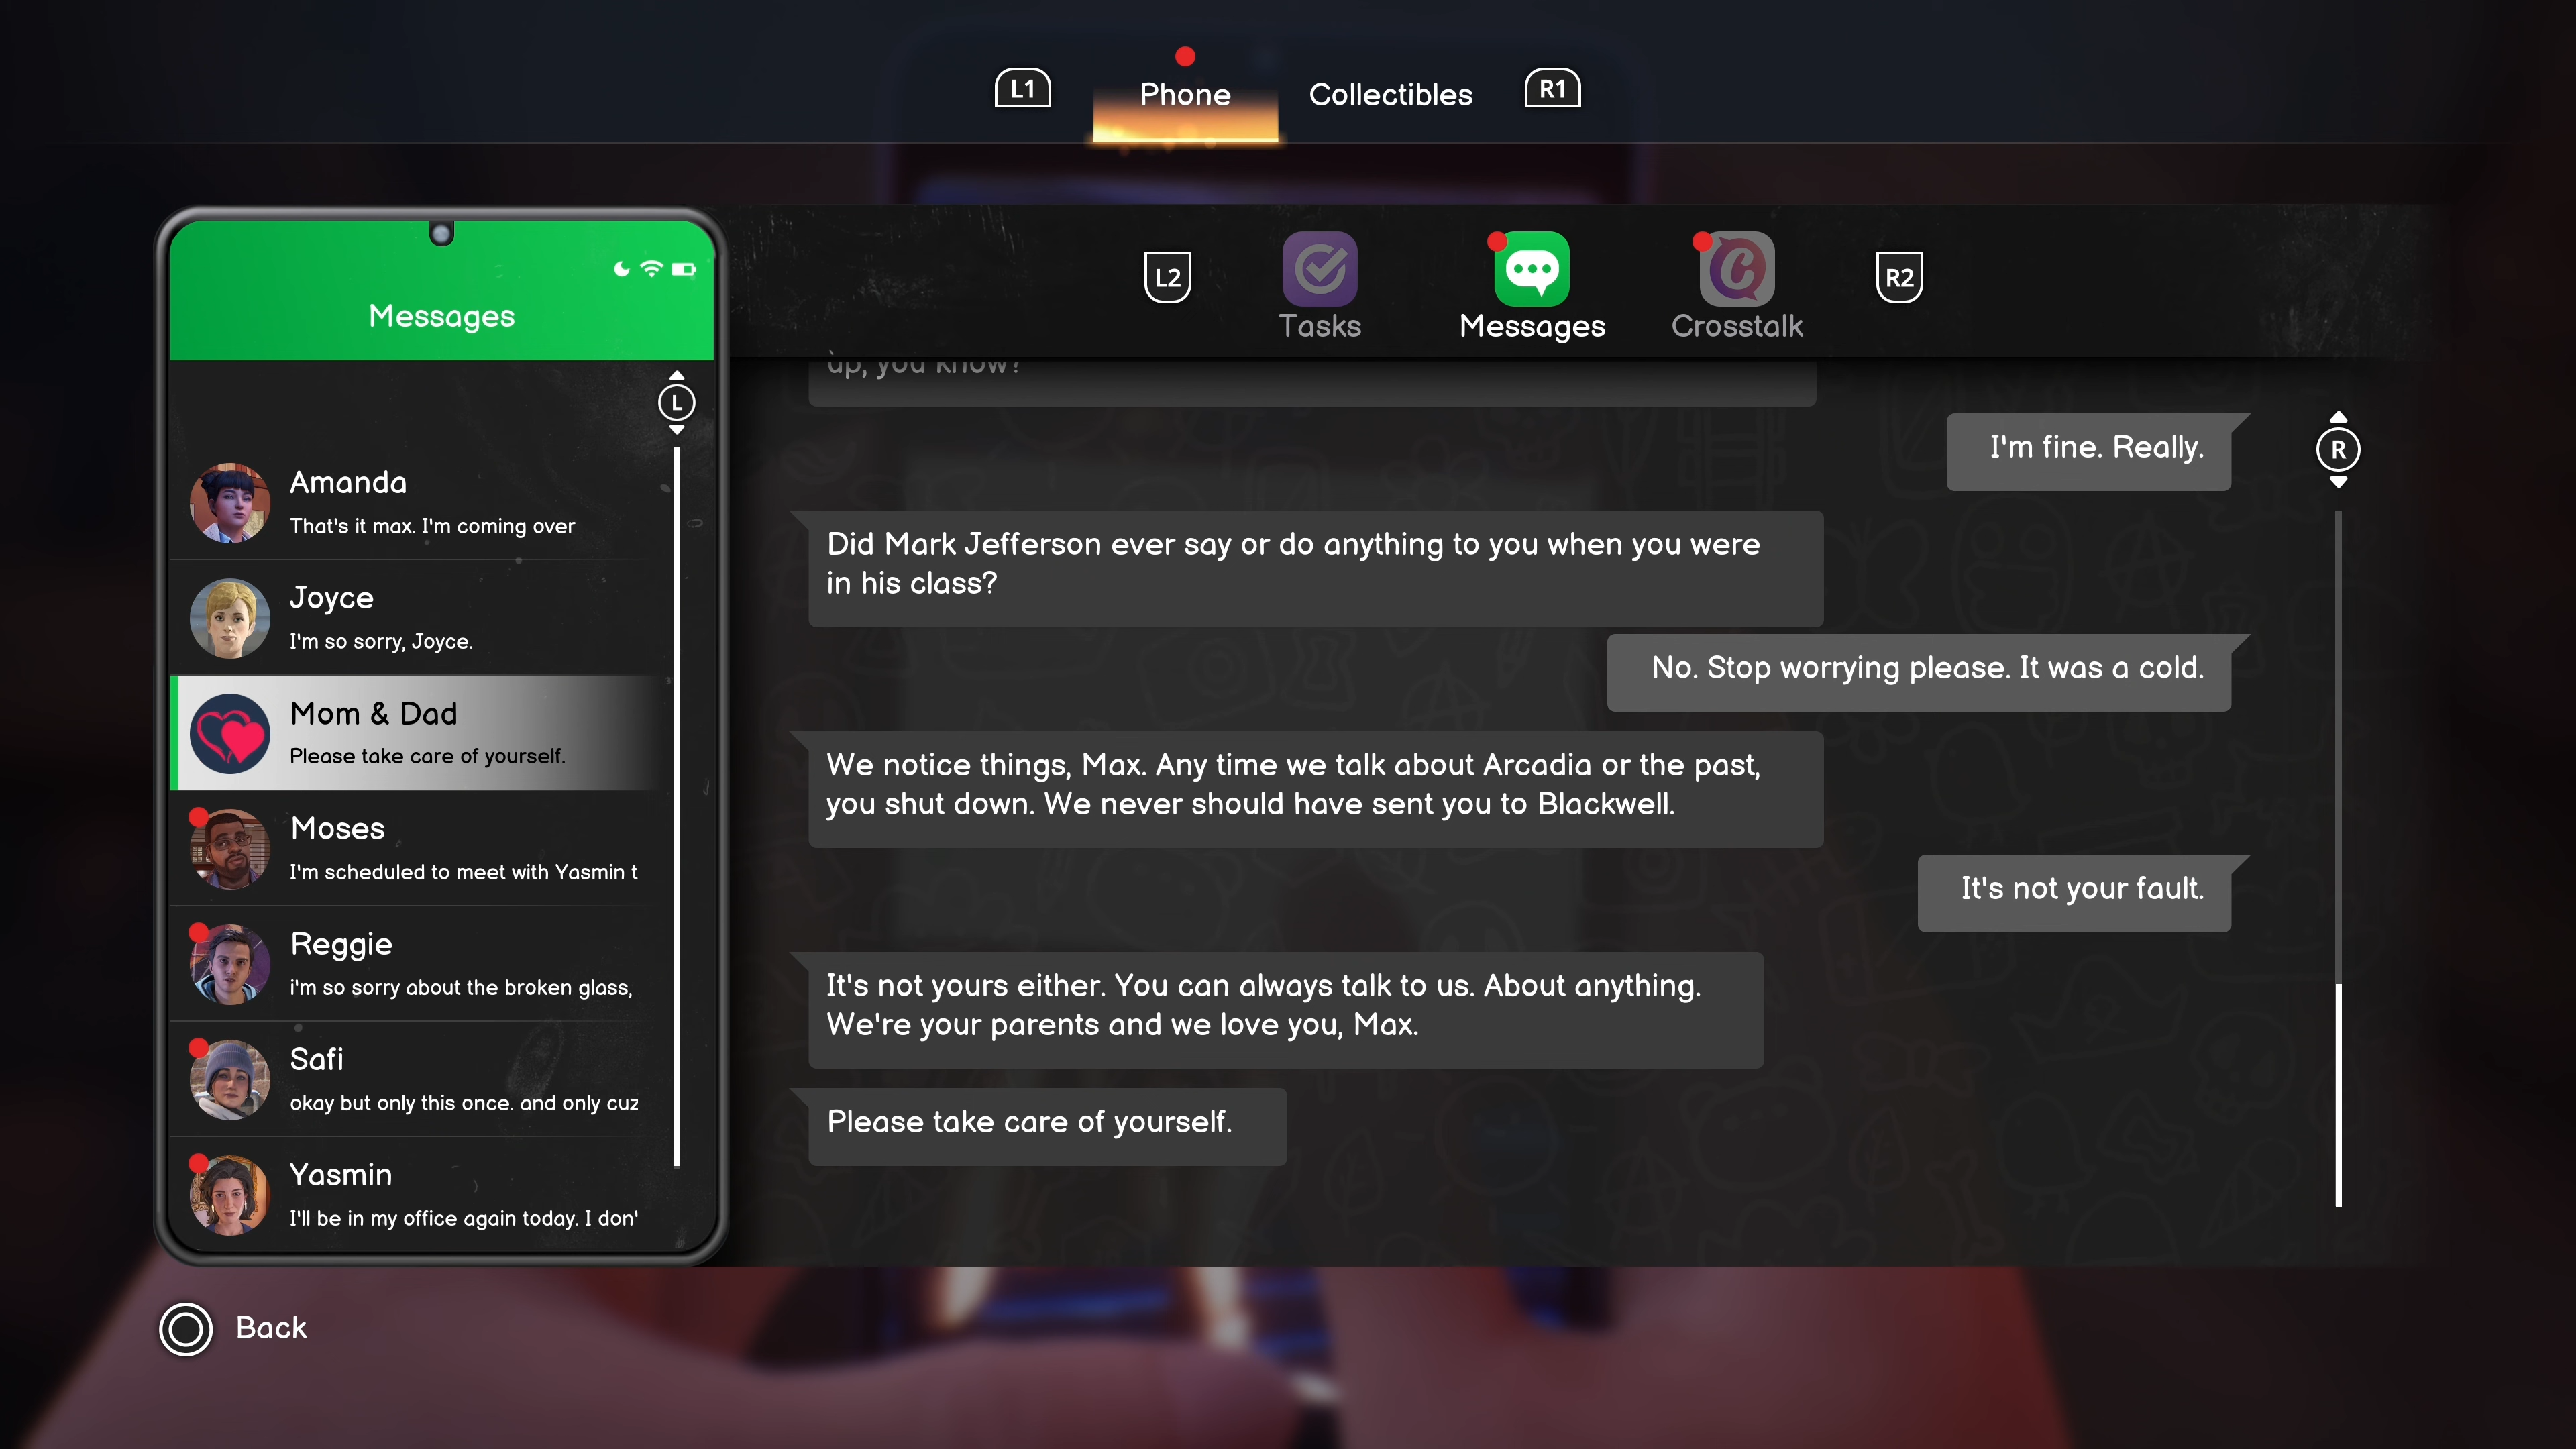 L1
Phone
Collectibles
R1
L2
Tasks
Messages
Crosstalk
R2
Messages
L
Amanda
That's it max. I'm coming over
Joyce
I'm so sorry, Joyce.
Mom & Dad
Please take care of yourself.
Moses
I'm scheduled to meet with Yasmin t
Reggie
i'm so sorry about the broken glass,
Safi
okay but only this once. and only cuz
Yasmin
I'll be in my office again today. I don'
up, you know?
I'm fine. Really.
R
Did Mark Jefferson ever say or do anything to you when you were
in his class?
No. Stop worrying please. It was a cold.
We notice things, Max. Any time we talk about Arcadia or the past,
you shut down. We never should have sent you to Blackwell.
It's not your fault.
It's not yours either. You can always talk to us. About anything.
We're your parents and we love you, Max.
Please take care of yourself.
Back